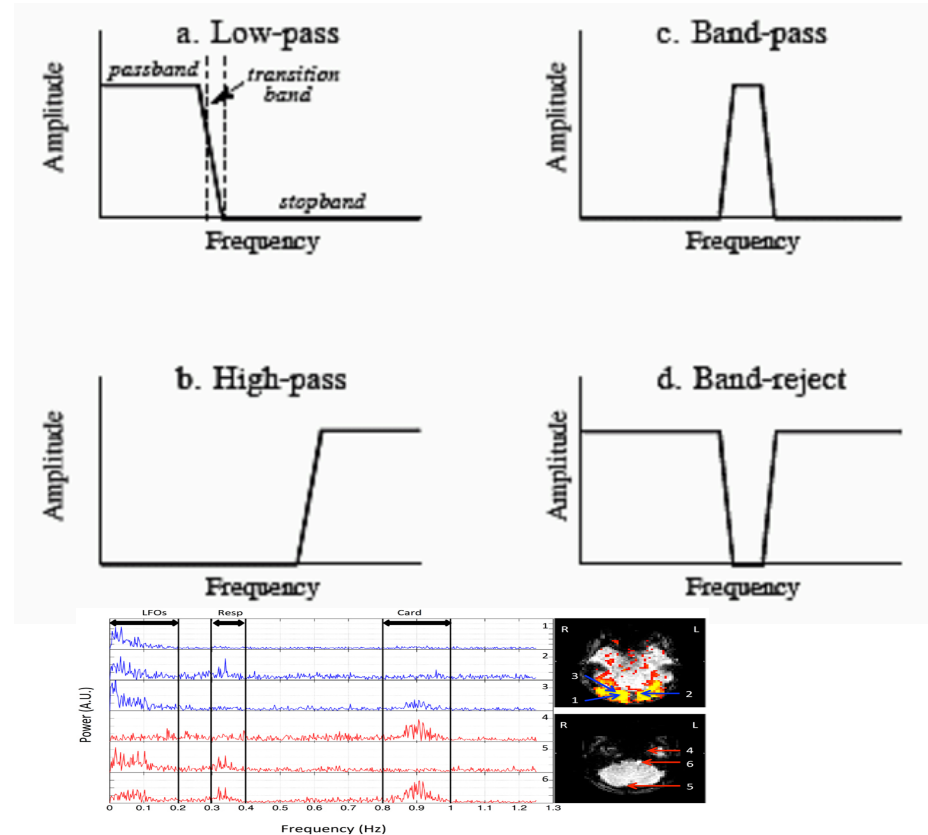 a. Low-pass
passband
transition
band
stopband
Amplitude
Frequency
c. Band-pass
Amplitude
Frequency
b. High-pass
Amplitude
Frequency
d. Band-reject
Amplitude
Frequency
LFOs Resp Card
1
2
3
4
5
6
Power (A.U.)
0 0.1 0.2 0.3 0.4 0.5 0.6 0.7 0.8 0.9 1 1.1 1.2 1.3
Frequency (Hz)
R L
3
1 2
R L
4
6
5